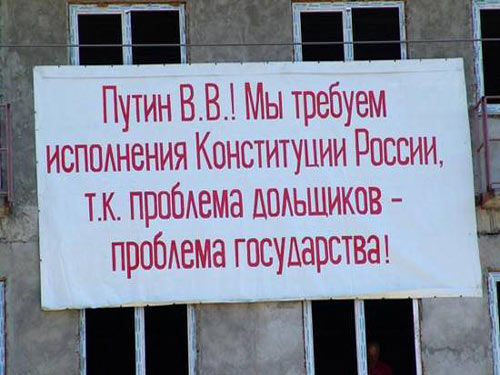 Путин В.В.! Мы требуем
исполнения Конституции России,
т.к. проблема дольщиков -
проблема государства!